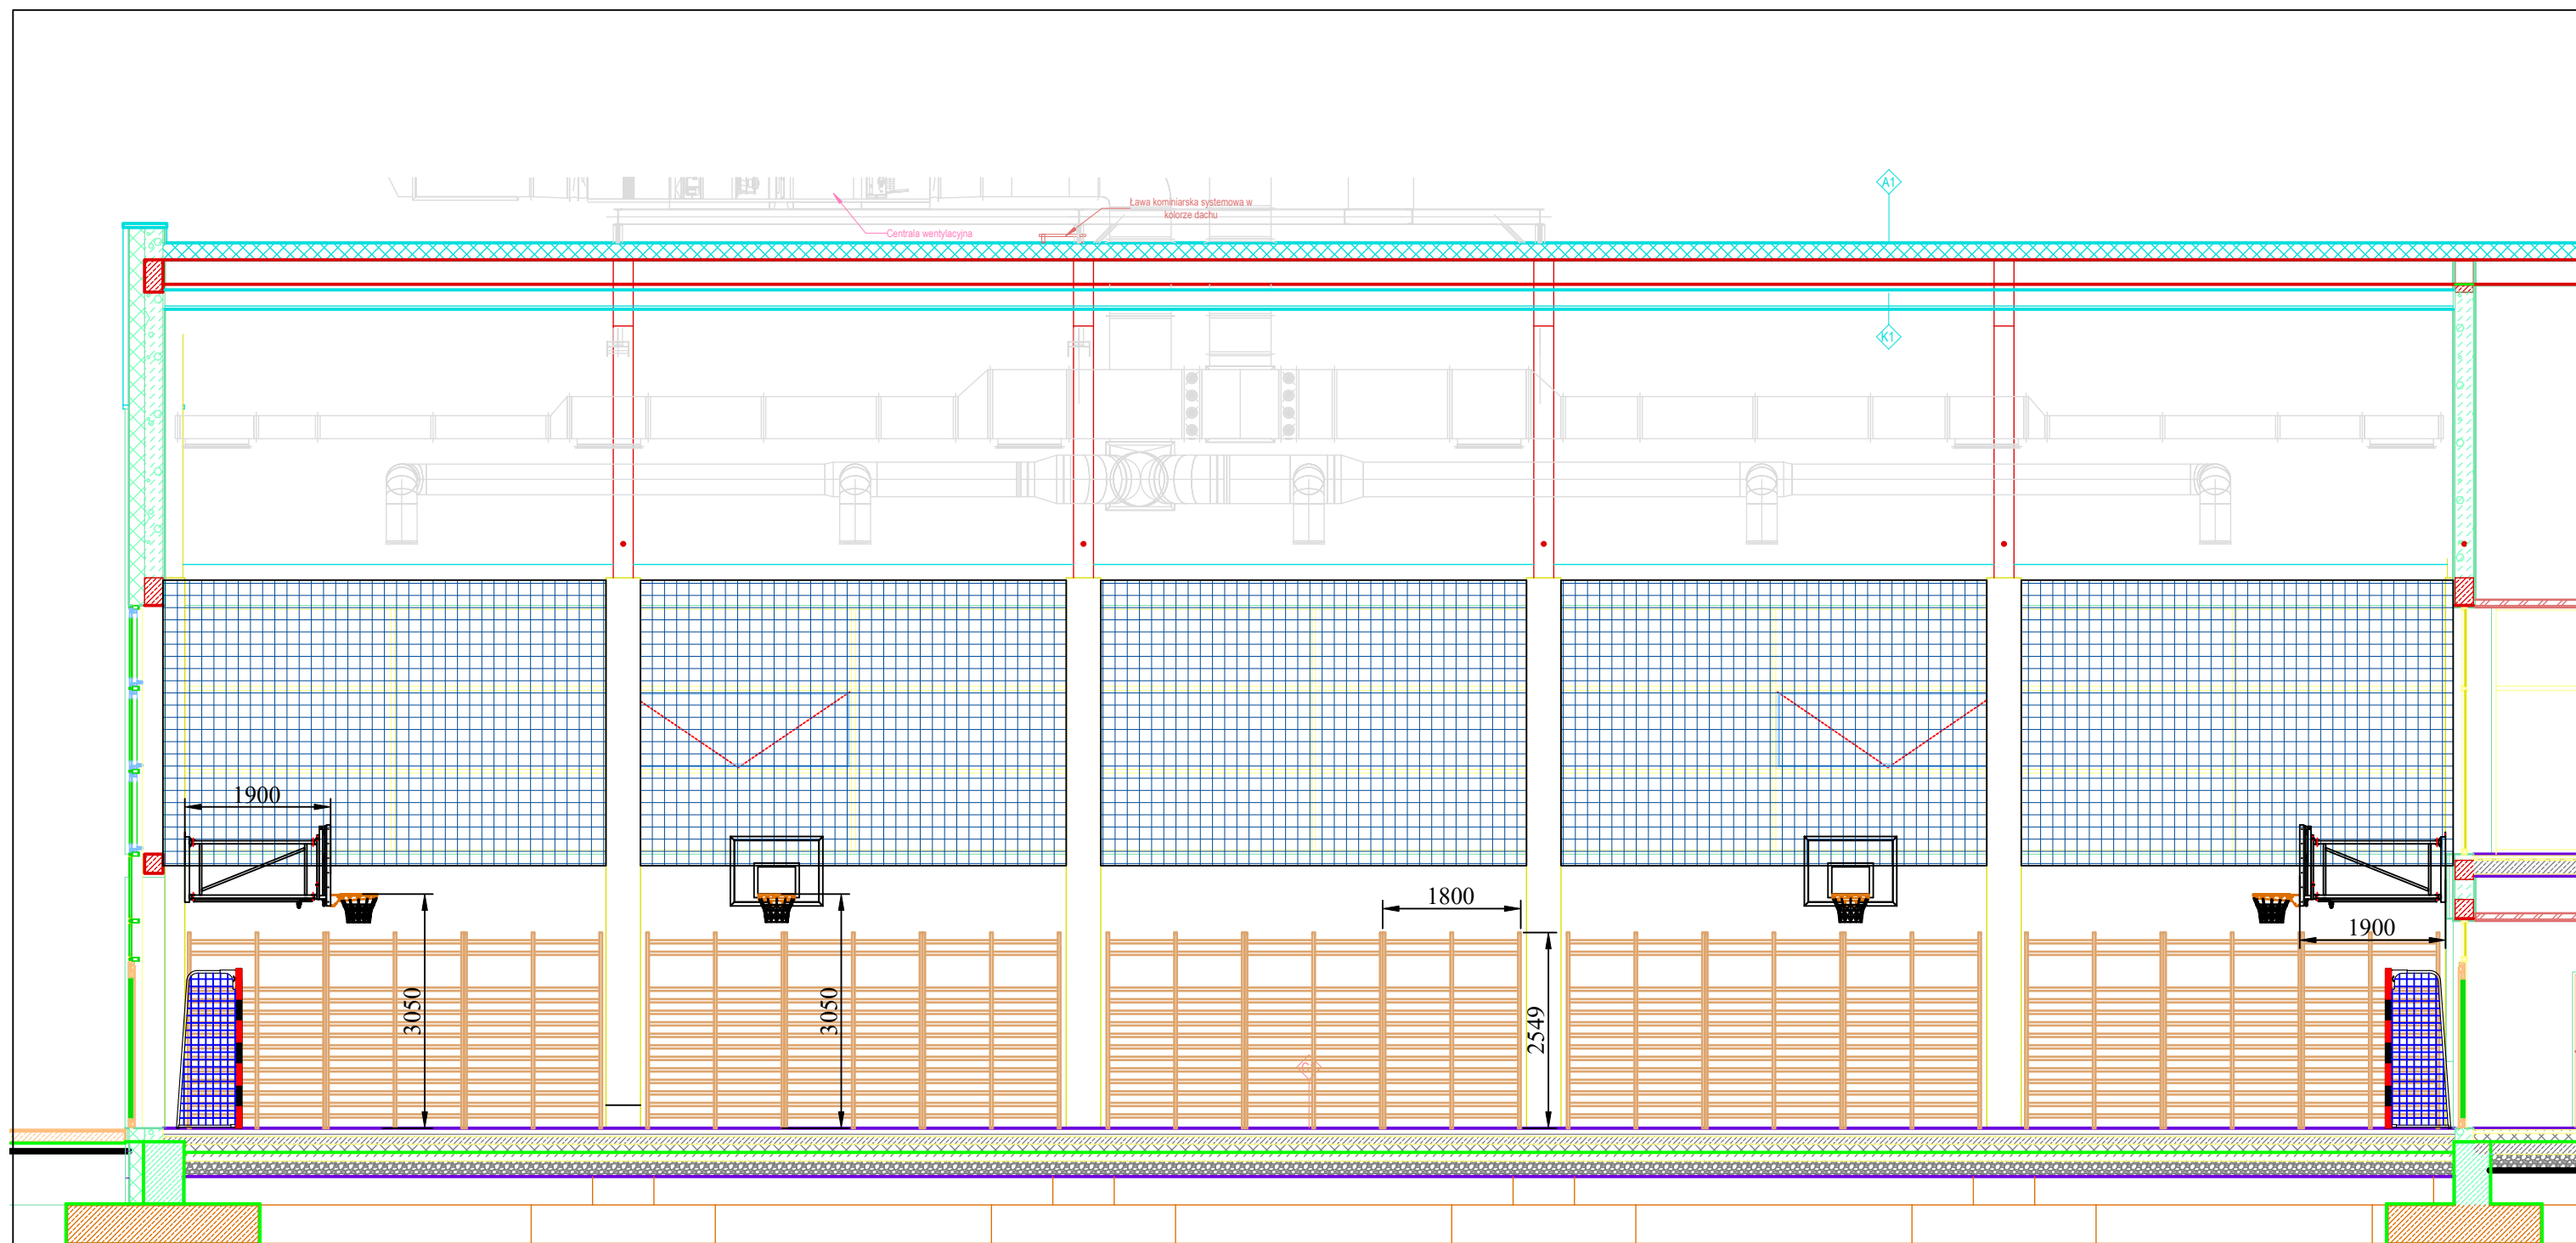 A1
Ława kominiarska systemowa w
kolorze dachu
Centrala wentylacyjna
K1
1900
1800
1900
3050
3050
2549